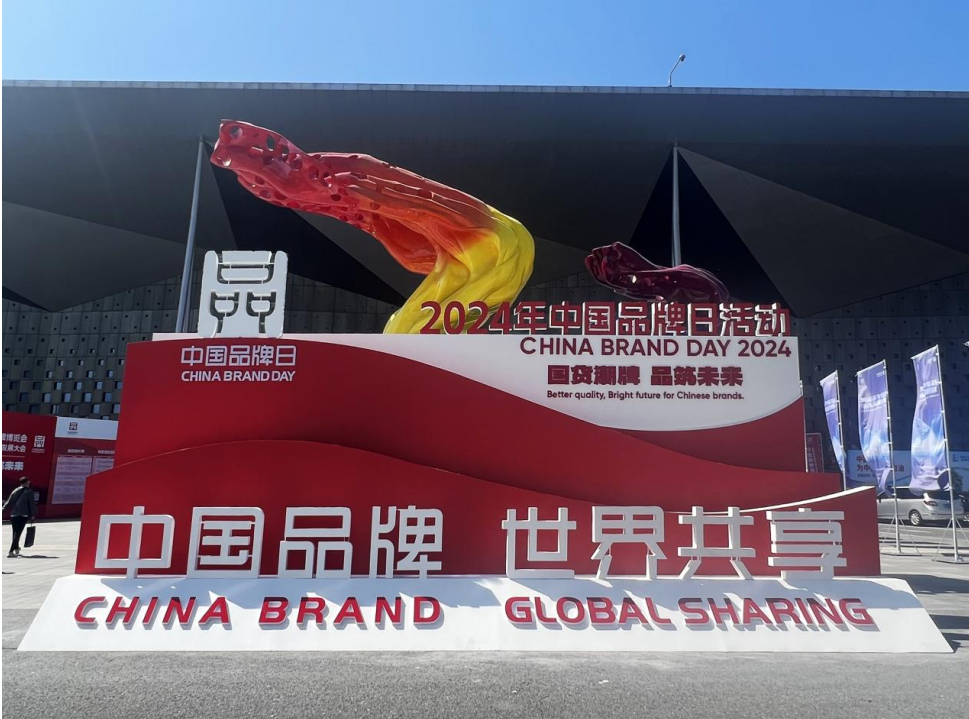 2024年中国品牌日活动
CHINA BRAND DAY 2024
国货潮牌 品筑未来
Better quality, Bright future for Chinese brands.
品
中国品牌日
CHINA BRAND DAY
中国品牌 世界共享
CHINA BRAND GLOBAL SHARING